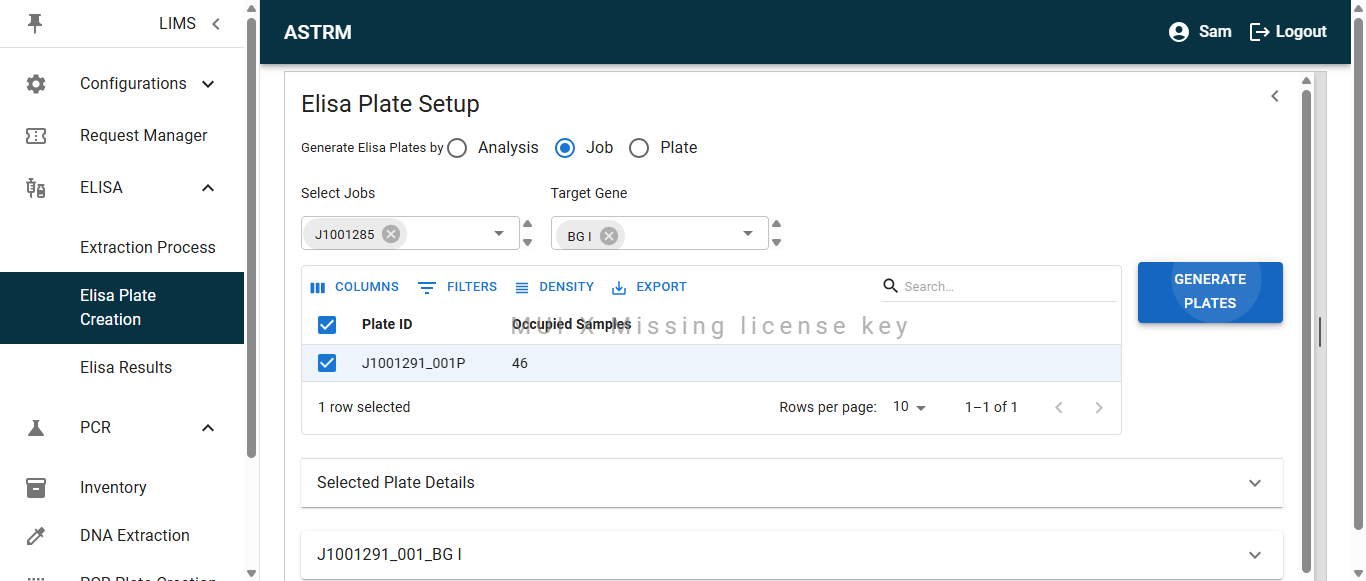 LIMS
ASTRM
Sam
Logout
Configurations
Request Manager
ELISA
Extraction Process
Elisa Plate
Creation
Elisa Results
PCR
Inventory
DNA Extraction
PCR Plate Creation
Elisa Plate Setup
Generate Elisa Plates by
Analysis
Job
Plate
Select Jobs
Target Gene
J1001285
BG I
COLUMNS
FILTERS
DENSITY
EXPORT
Search...
GENERATE
PLATES
Plate ID
Occupied Samples
MUI X Missing license key
J1001291_001P
46
1 row selected
Rows per page:
10
1–1 of 1
Selected Plate Details
J1001291_001_BG I